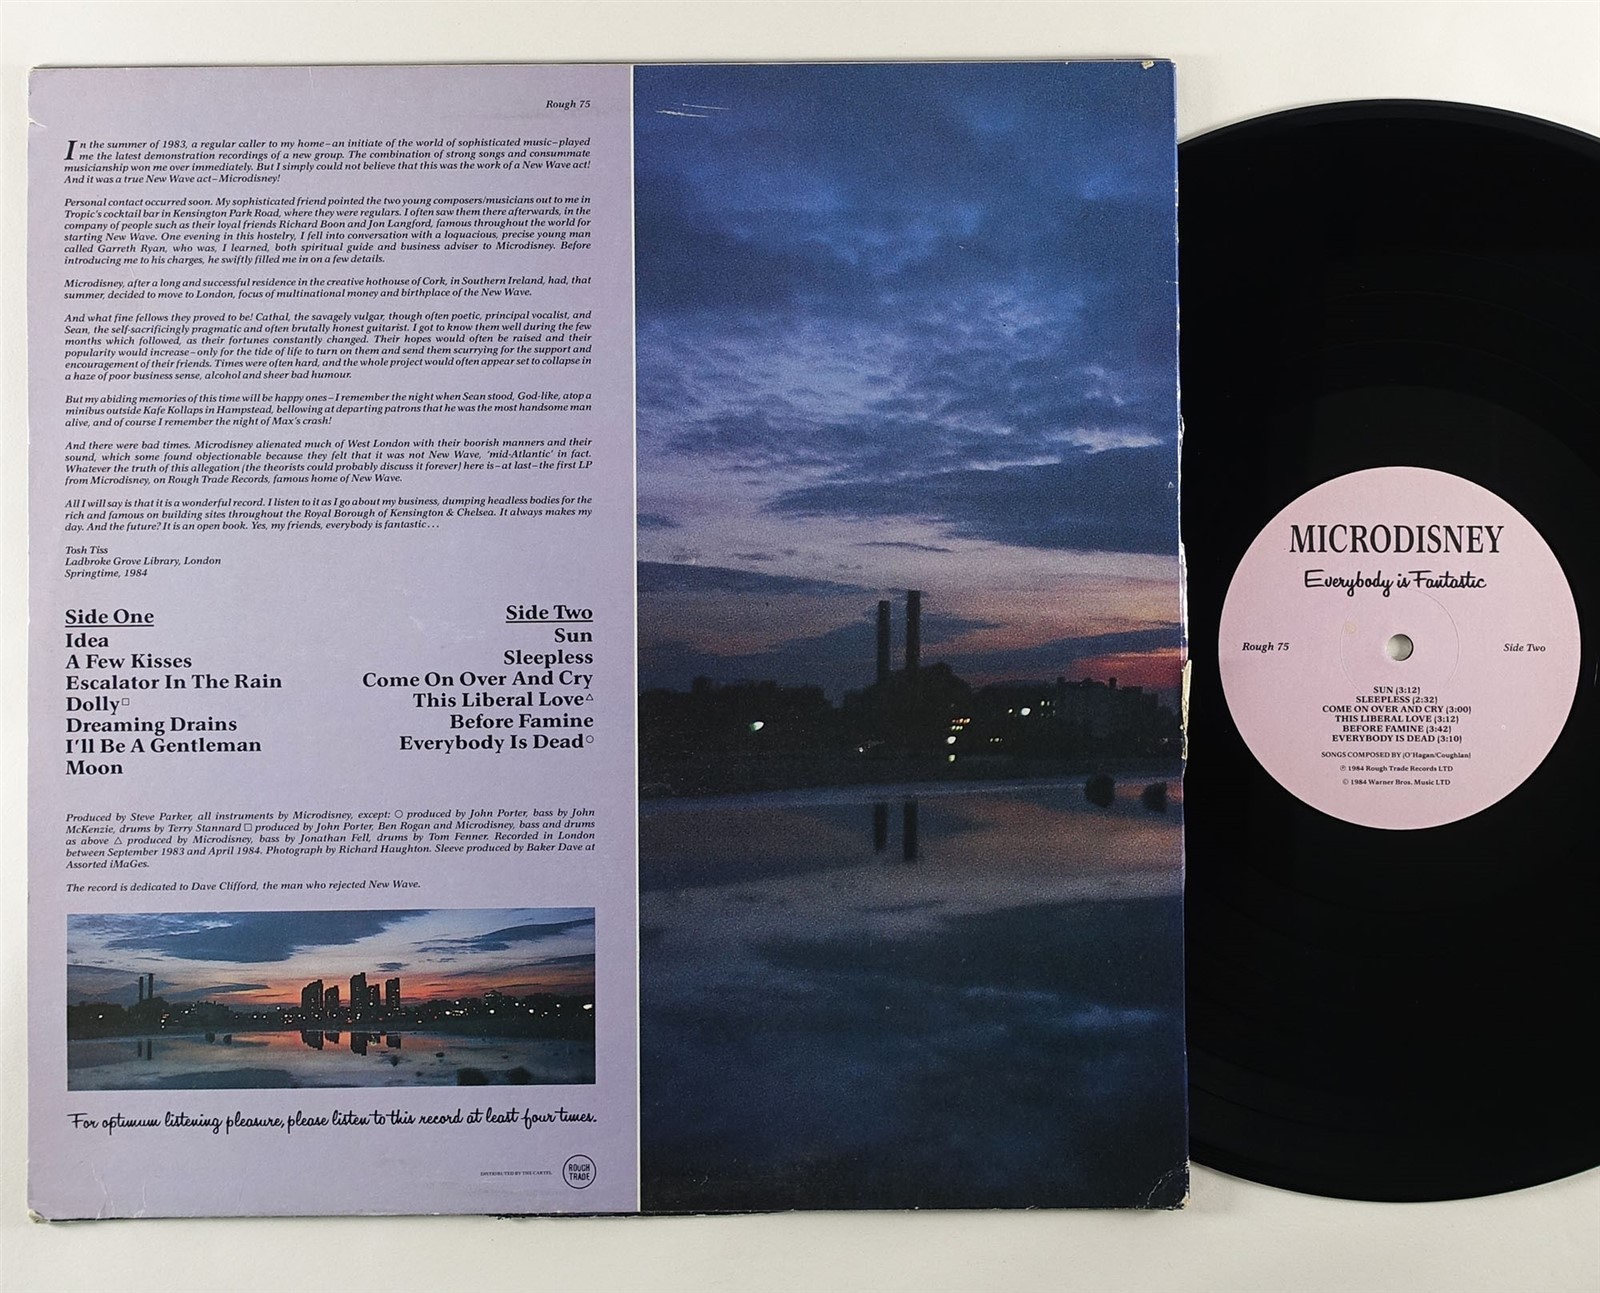 Rough 75
In the summer of 1983, a regular caller to my home–an initiate of the world of sophisticated music–played
me the latest demonstration recordings of a new group. The combination of strong songs and consummate
musicianship won me over immediately. But I simply could not believe that this was the work of a New Wave act!
And it was a true New Wave act–Microdisney!
Personal contact occurred soon. My sophisticated friend pointed the two young composers/musicians out to me in
Tropic's cocktail bar in Kensington Park Road, where they were regulars. I often saw them there afterwards, in the
company of people such as their loyal friends Richard Boon and Jon Langford, famous throughout the world for
starting New Wave. One evening in this hostelry, I fell into conversation with a loquacious, precise young man
called Garreth Ryan, who was, I learned, both spiritual guide and business adviser to Microdisney. Before
introducing me to his charges, he swiftly filled me in on a few details.
Microdisney, after a long and successful residence in the creative hothouse of Cork, in Southern Ireland, had, that
summer, decided to move to London, focus of multinational money and birthplace of the New Wave.
And what fine fellows they proved to be! Cathal, the savagely vulgar, though often poetic, principal vocalist, and
Sean, the self-sacrificingly pragmatic and often brutally honest guitarist. I got to know them well during the few
months which followed, as their fortunes constantly changed. Their hopes would often be raised and their
popularity would increase–only for the tide of life to turn on them and send them scurrying for the support and
encouragement of their friends. Times were often hard, and the whole project would often appear set to collapse in
a haze of poor business sense, alcohol and sheer bad humour.
But my abiding memories of this time will be happy ones–I remember the night when Sean stood, God-like, atop a
minibus outside Kafe Kollaps in Hampstead, bellowing at departing patrons that he was the most handsome man
alive, and of course I remember the night of Max's crash!
And there were bad times. Microdisney alienated much of West London with their boorish manners and their
sound, which some found objectionable because they felt that it was not New Wave, 'mid-Atlantic' in fact.
Whatever the truth of this allegation (the theorists could probably discuss it forever) here is–at last–the first LP
from Microdisney, on Rough Trade Records, famous home of New Wave.
All I will say is that it is a wonderful record. I listen to it as I go about my business, dumping headless bodies for the
rich and famous on building sites throughout the Royal Borough of Kensington & Chelsea. It always makes my
day. And the future? It is an open book. Yes, my friends, everybody is fantastic...
Tosh Tiss
Ladbroke Grove Library, London
Springtime, 1984
Side One
Idea
A Few Kisses
Escalator In The Rain
Dolly□
Dreaming Drains
I'll Be A Gentleman
Moon
Side Two
Sun
Sleepless
Come On Over And Cry
This Liberal Love△
Before Famine
Everybody Is Dead○
Produced by Steve Parker, all instruments by Microdisney, except: ○ produced by John Porter, bass by John
McKenzie, drums by Terry Stannard □ produced by John Porter, Ben Rogan and Microdisney, bass and drums
as above △ produced by Microdisney, bass by Jonathan Fell, drums by Tom Fenner. Recorded in London
between September 1983 and April 1984. Photograph by Richard Haughton. Sleeve produced by Baker Dave at
Assorted iMaGes.
The record is dedicated to Dave Clifford, the man who rejected New Wave.
For optimum listening pleasure, please listen to this record at least four times.
DISTRIBUTED BY THE CARTEL
ROUGH
TRADE
MICRODISNEY
Everybody is Fantastic
Rough 75
Side Two
SUN (3:12)
SLEEPLESS (2:32)
COME ON OVER AND CRY (3:00)
THIS LIBERAL LOVE (3:12)
BEFORE FAMINE (3:42)
EVERYBODY IS DEAD (3:10)
SONGS COMPOSED BY (O'Hagan/Coughlan)
℗ 1984 Rough Trade Records LTD
© 1984 Warner Bros. Music LTD